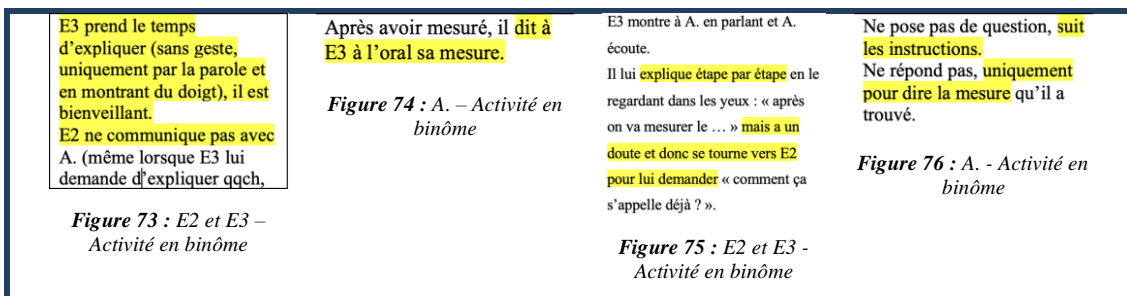 E3 prend le temps
d'expliquer (sans geste,
uniquement par la parole et
en montrant du doigt), il est
bienveillant.
E2 ne communique pas avec
A. (même lorsque E3 lui
demande d'expliquer qqch,
Figure 73 : E2 et E3 –
Activité en binôme
Après avoir mesuré, il dit à
E3 à l'oral sa mesure.
Figure 74 : A. – Activité en
binôme
E3 montre à A. en parlant et A.
écoute.
Il lui explique étape par étape en le
regardant dans les yeux : « après
on va mesurer le … » mais a un
doute et donc se tourne vers E2
pour lui demander « comment ça
s'appelle déjà ? ».
Figure 75 : E2 et E3 -
Activité en binôme
Ne pose pas de question, suit
les instructions.
Ne répond pas, uniquement
pour dire la mesure qu'il a
trouvé.
Figure 76 : A. - Activité en
binôme